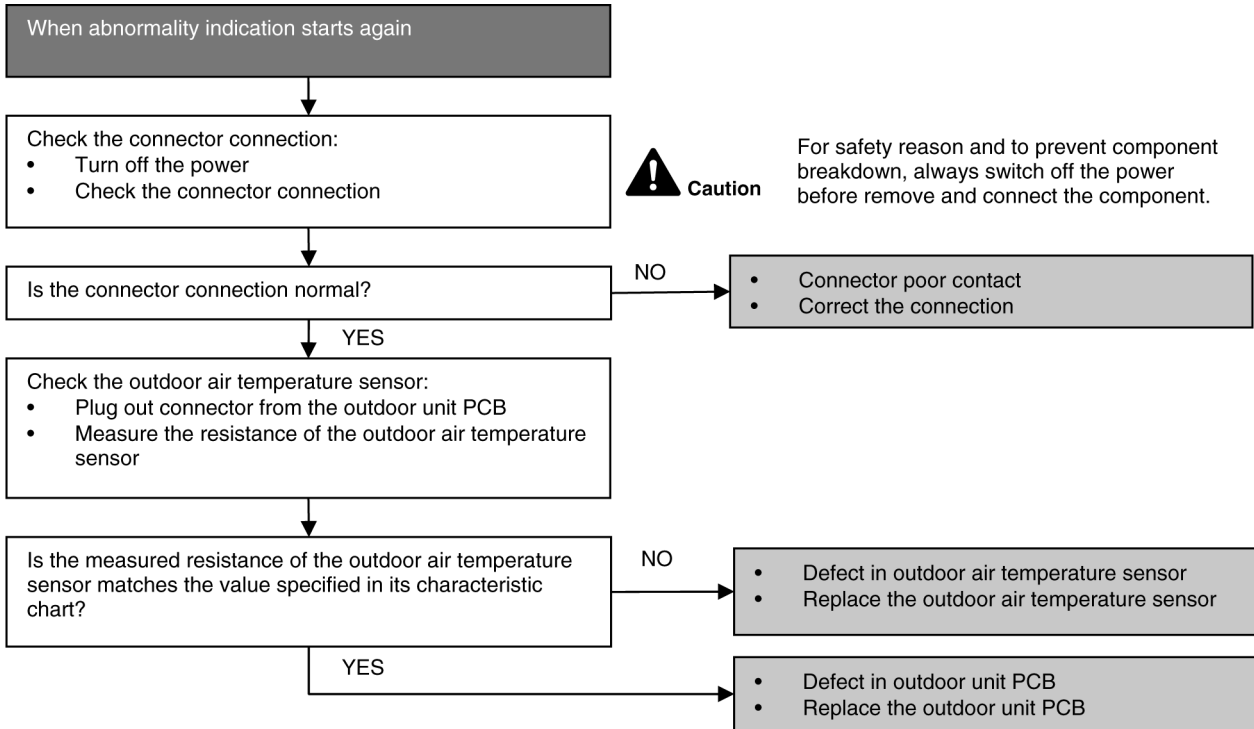 When abnormality indication starts again
Check the connector connection:
• Turn off the power
• Check the connector connection
Caution
For safety reason and to prevent component
breakdown, always switch off the power
before remove and connect the component.
Is the connector connection normal?
NO
• Connector poor contact
• Correct the connection
YES
Check the outdoor air temperature sensor:
• Plug out connector from the outdoor unit PCB
• Measure the resistance of the outdoor air temperature
sensor
Is the measured resistance of the outdoor air temperature
sensor matches the value specified in its characteristic
chart?
NO
• Defect in outdoor air temperature sensor
• Replace the outdoor air temperature sensor
YES
• Defect in outdoor unit PCB
• Replace the outdoor unit PCB